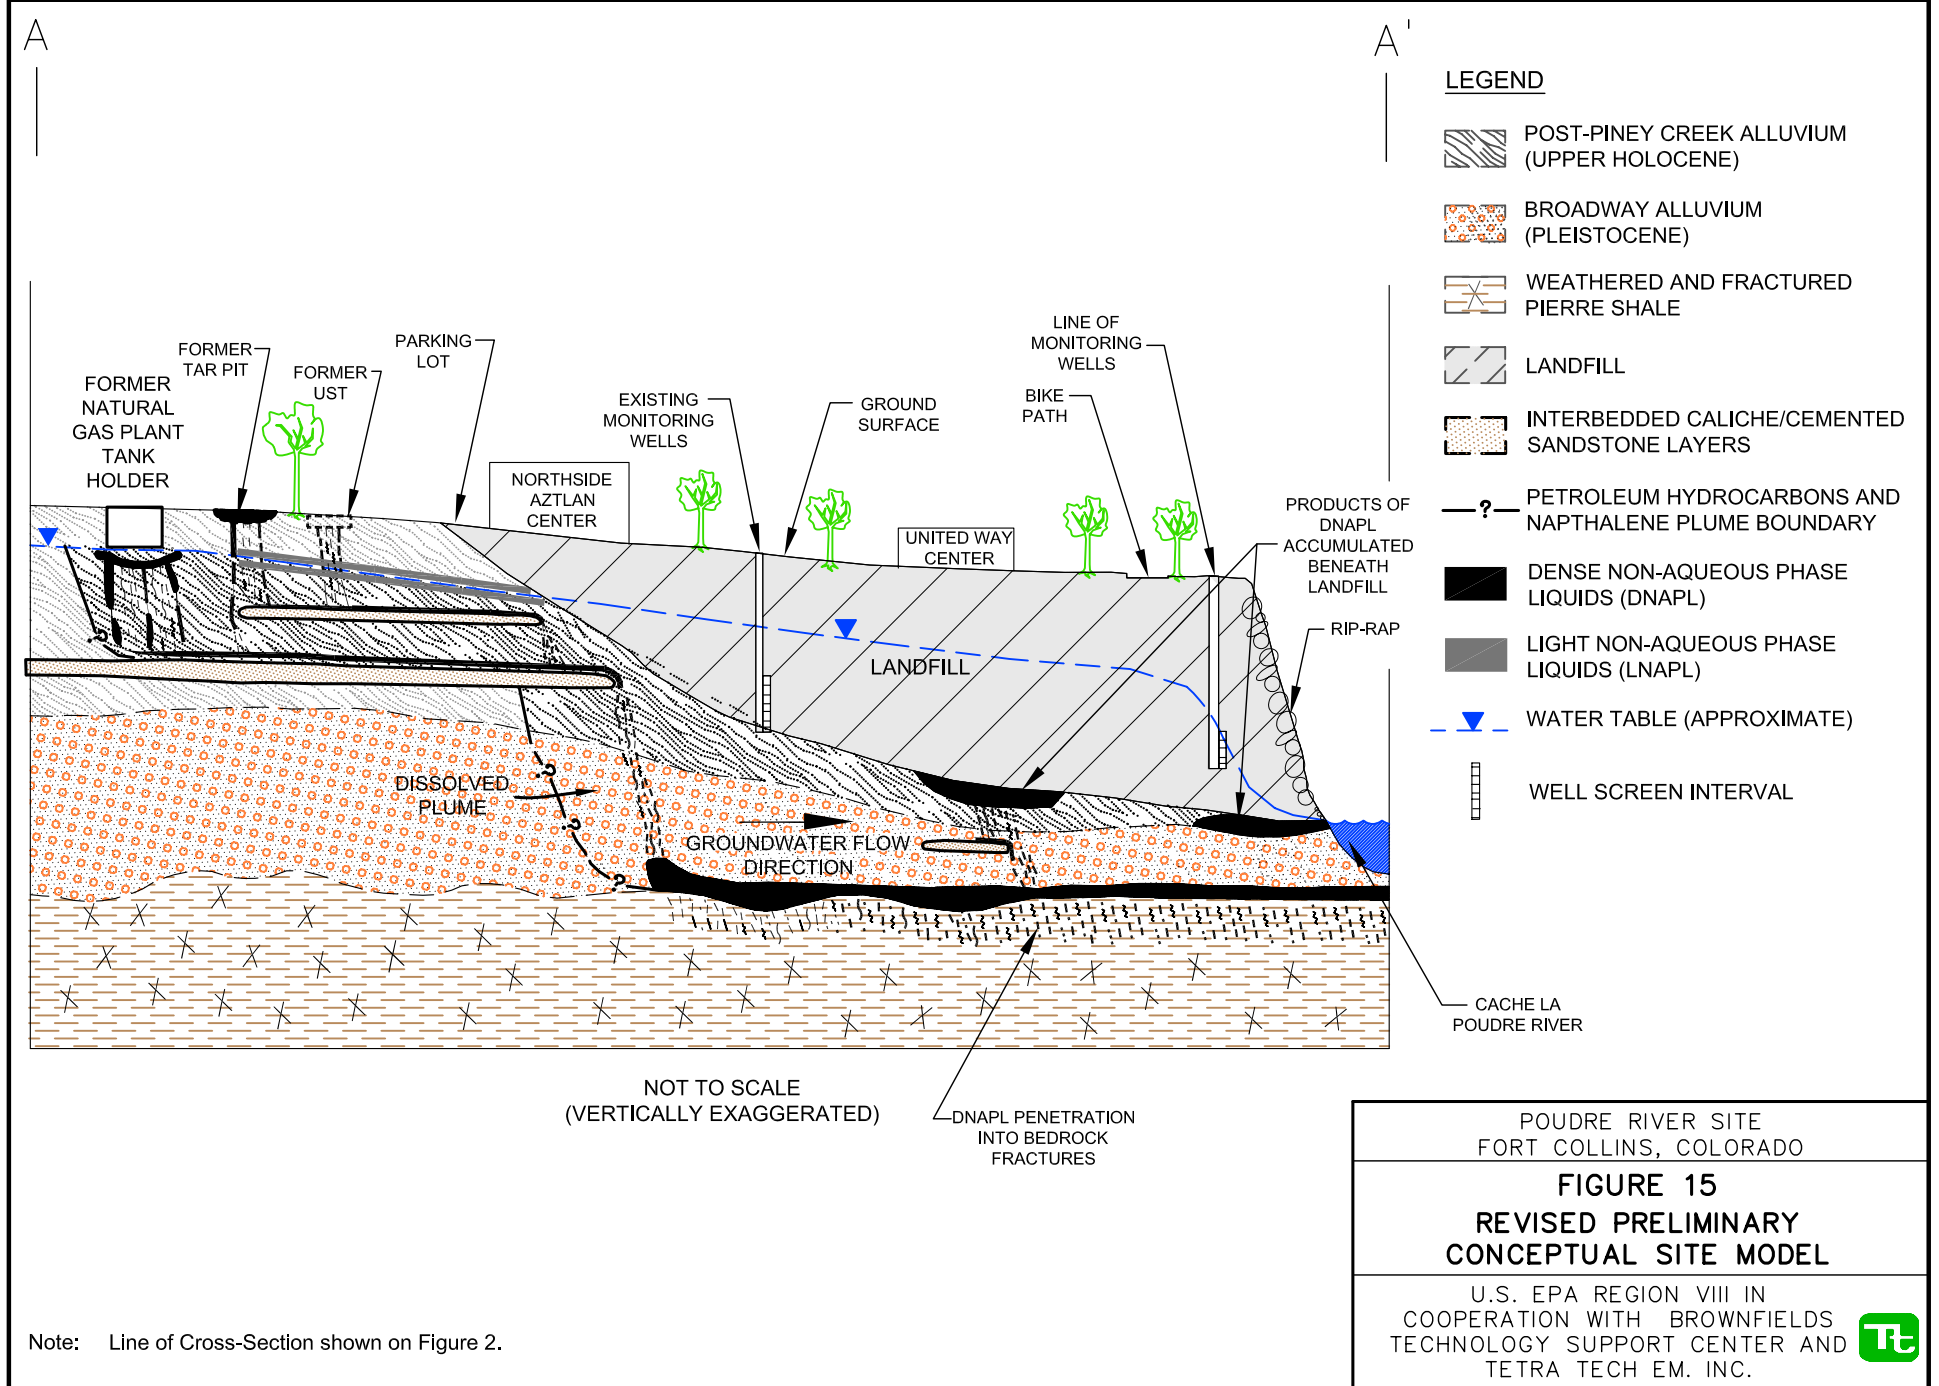 A
A'
LEGEND
POST-PINEY CREEK ALLUVIUM
(UPPER HOLOCENE)
BROADWAY ALLUVIUM
(PLEISTOCENE)
WEATHERED AND FRACTURED
PIERRE SHALE
LANDFILL
INTERBEDDED CALICHE/CEMENTED
SANDSTONE LAYERS
?
PETROLEUM HYDROCARBONS AND
NAPTHALENE PLUME BOUNDARY
DENSE NON-AQUEOUS PHASE
LIQUIDS (DNAPL)
LIGHT NON-AQUEOUS PHASE
LIQUIDS (LNAPL)
WATER TABLE (APPROXIMATE)
WELL SCREEN INTERVAL
FORMER
NATURAL
GAS PLANT
TANK
HOLDER
FORMER
TAR PIT
FORMER
UST
PARKING
LOT
NORTHSIDE
AZTLAN
CENTER
EXISTING
MONITORING
WELLS
GROUND
SURFACE
UNITED WAY
CENTER
BIKE
PATH
LINE OF
MONITORING
WELLS
PRODUCTS OF
DNAPL
ACCUMULATED
BENEATH
LANDFILL
RIP-RAP
LANDFILL
?
?
?
?
DISSOLVED
PLUME
GROUNDWATER FLOW
DIRECTION
CACHE LA
POUDRE RIVER
DNAPL PENETRATION
INTO BEDROCK
FRACTURES
NOT TO SCALE
(VERTICALLY EXAGGERATED)
Note: Line of Cross-Section shown on Figure 2.
POUDRE RIVER SITE
FORT COLLINS, COLORADO
FIGURE 15
REVISED PRELIMINARY
CONCEPTUAL SITE MODEL
U.S. EPA REGION VIII IN
COOPERATION WITH BROWNFIELDS
TECHNOLOGY SUPPORT CENTER AND
TETRA TECH EM. INC.
Tt